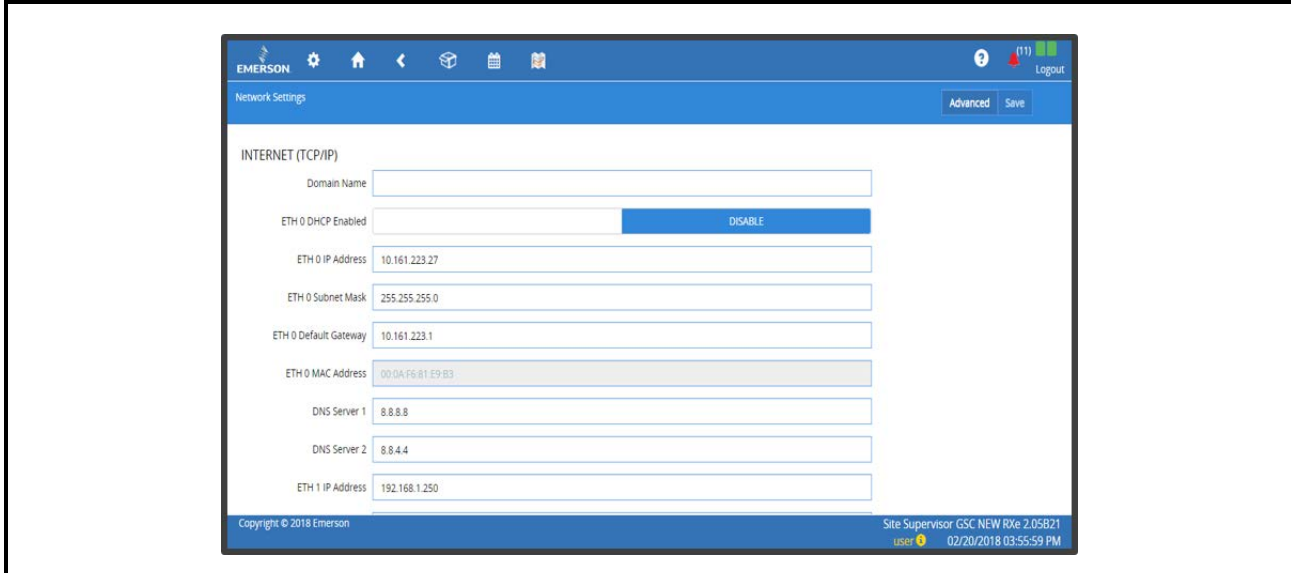 EMERSON
(11)
Logout
Network Settings
Advanced Save
INTERNET (TCP/IP)
Domain Name
ETH 0 DHCP Enabled DISABLE
ETH 0 IP Address 10.161.223.27
ETH 0 Subnet Mask 255.255.255.0
ETH 0 Default Gateway 10.161.223.1
ETH 0 MAC Address 00:0A:F6:81:E9:B3
DNS Server 1 8.8.8.8
DNS Server 2 8.8.4.4
ETH 1 IP Address 192.168.1.250
Copyright © 2018 Emerson Site Supervisor GSC NEW RXe 2.05B21
user 02/20/2018 03:55:59 PM